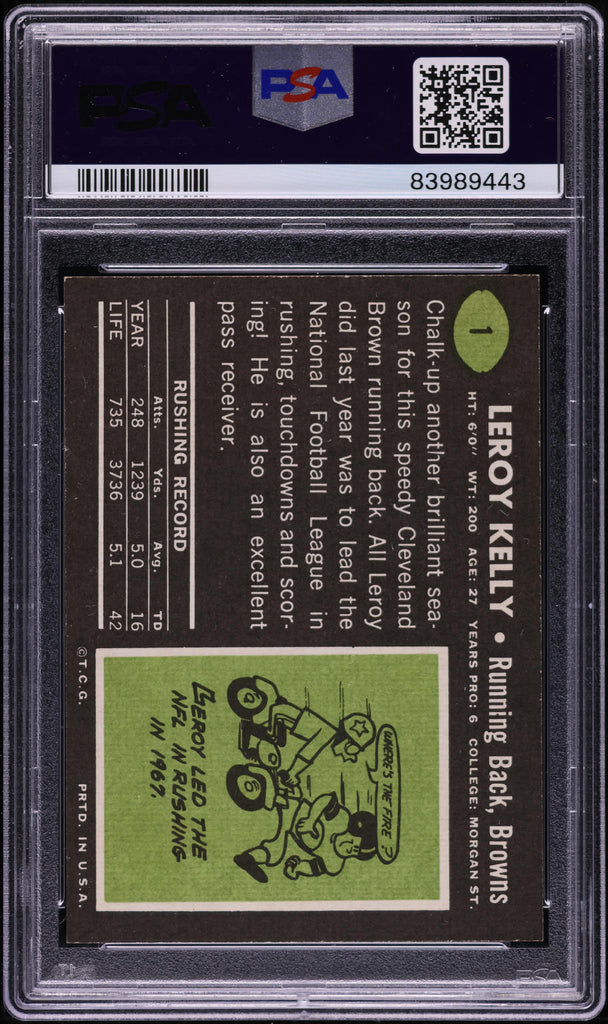 PSA
PSA
83989443
1
LEROY KELLY • Running Back, Browns
HT: 6'0" WT: 200 AGE: 27 YEARS PRO: 6 COLLEGE: MORGAN ST.
Chalk-up another brilliant sea-
son for this speedy Cleveland
Brown running back. All Leroy
did last year was to lead the
National Football League in
rushing, touchdowns and scor-
ing! He is also an excellent
pass receiver.
RUSHING RECORD
Atts. Yds. Avg. TD
YEAR 248 1239 5.0 16
LIFE 735 3736 5.1 42
WHERE'S THE FIRE?
LEROY LED THE
NFL IN RUSHING
IN 1967.
©T.C.G. PRTD. IN U.S.A.
PSA